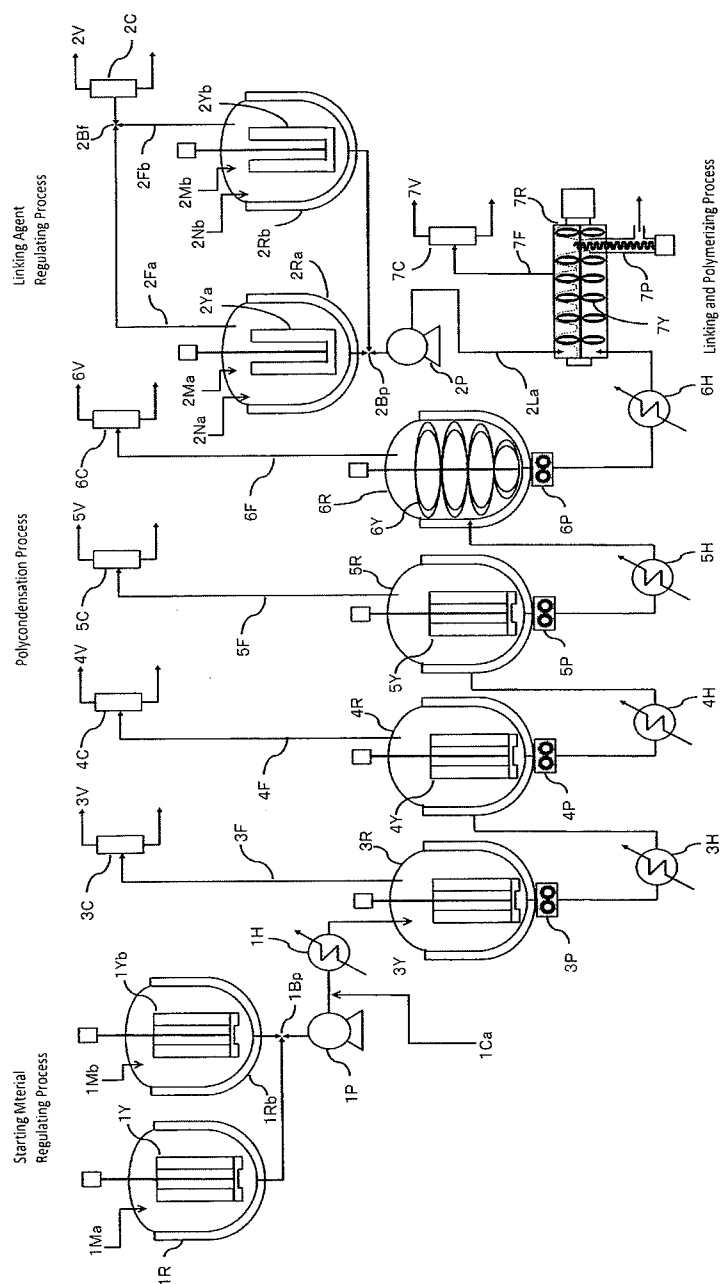 Starting Mterial
Regulating Process
Polycondensation Process
Linking Agent
Regulating Process
Linking and Polymerizing Process
1Ma
1R
1Y
1Mb
1Yb
1Rb
1Bp
1P
1H
1Ca
3V
3C
3F
3R
3Y
3P
3H
4V
4C
4F
4R
4Y
4P
4H
5V
5C
5F
5R
5Y
5P
5H
6V
6C
6F
6R
6Y
6P
6H
2V
2C
2Bf
2Fa
2Fb
2Ya
2Ma
2Na
2Ra
2Yb
2Mb
2Nb
2Rb
2Bp
2P
2La
7V
7C
7F
7R
7P
7Y